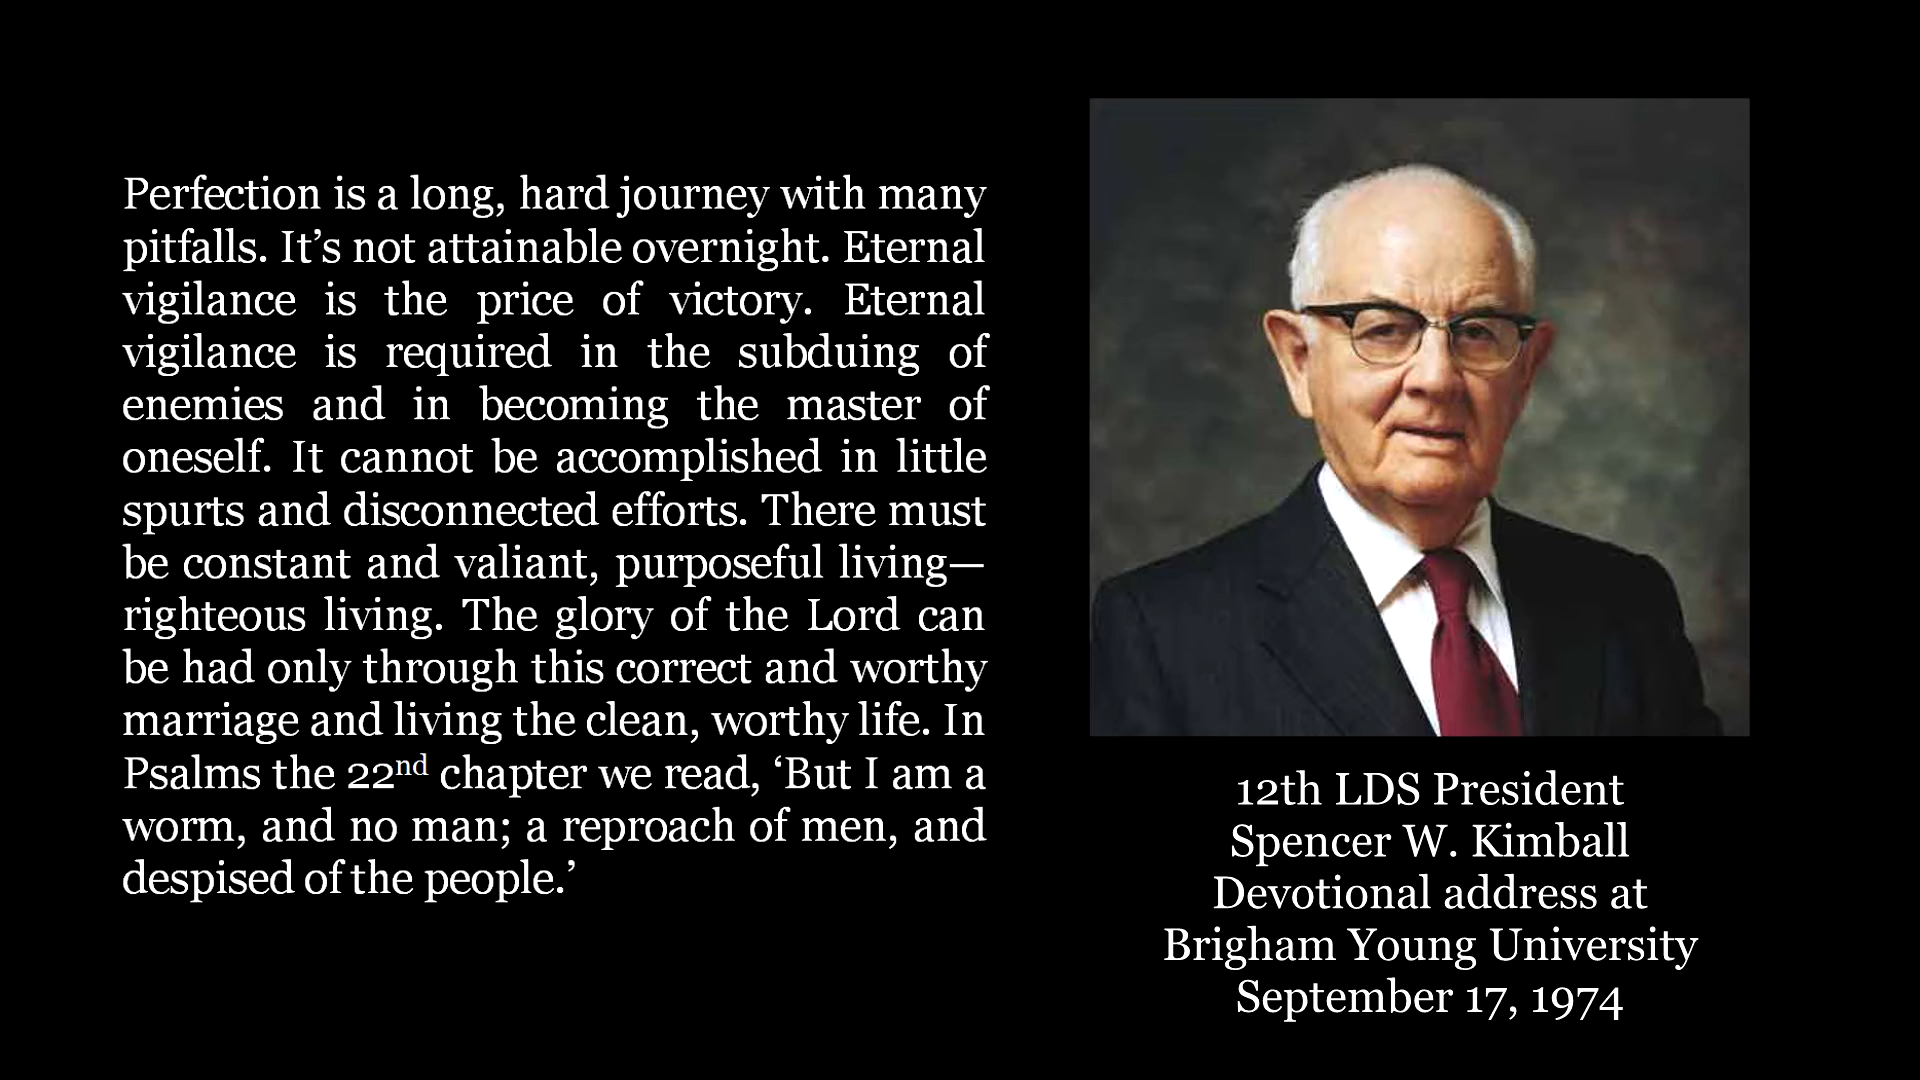 Perfection is a long, hard journey with many
pitfalls. It’s not attainable overnight. Eternal
vigilance is the price of victory. Eternal
vigilance is required in the subduing of
enemies and in becoming the master of
oneself. It cannot be accomplished in little
spurts and disconnected efforts. There must
be constant and valiant, purposeful living—
righteous living. The glory of the Lord can
be had only through this correct and worthy
marriage and living the clean, worthy life. In
Psalms the 22nd chapter we read, ‘But I am a
worm, and no man; a reproach of men, and
despised of the people.’
12th LDS President
Spencer W. Kimball
Devotional address at
Brigham Young University
September 17, 1974